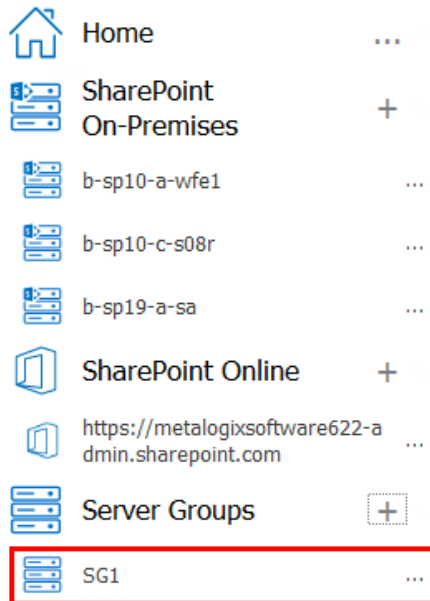 Home
...
SharePoint
On-Premises
+
b-sp10-a-wfe1
...
b-sp10-c-s08r
...
b-sp19-a-sa
...
SharePoint Online
+
https://metalogixsoftware622-a
dmin.sharepoint.com
...
Server Groups
+
SG1
...